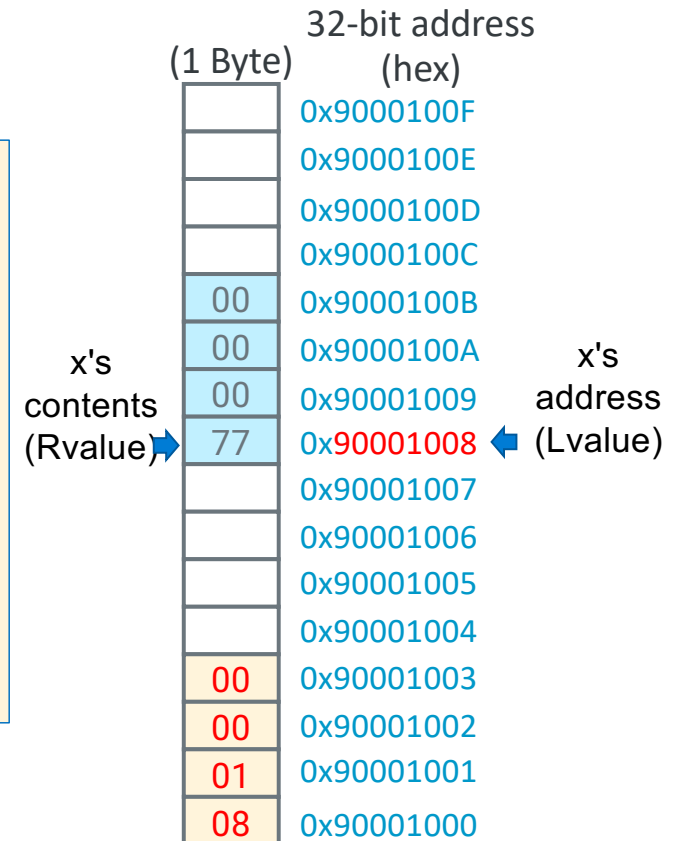 32-bit address
(1 Byte) (hex)
0x9000100F
0x9000100E
0x9000100D
0x9000100C
00 0x9000100B
00 0x9000100A
00 0x90001009
77 0x90001008
0x90001007
0x90001006
0x90001005
0x90001004
00 0x90001003
00 0x90001002
01 0x90001001
08 0x90001000
x's
contents
(Rvalue)
x's
address
(Lvalue)